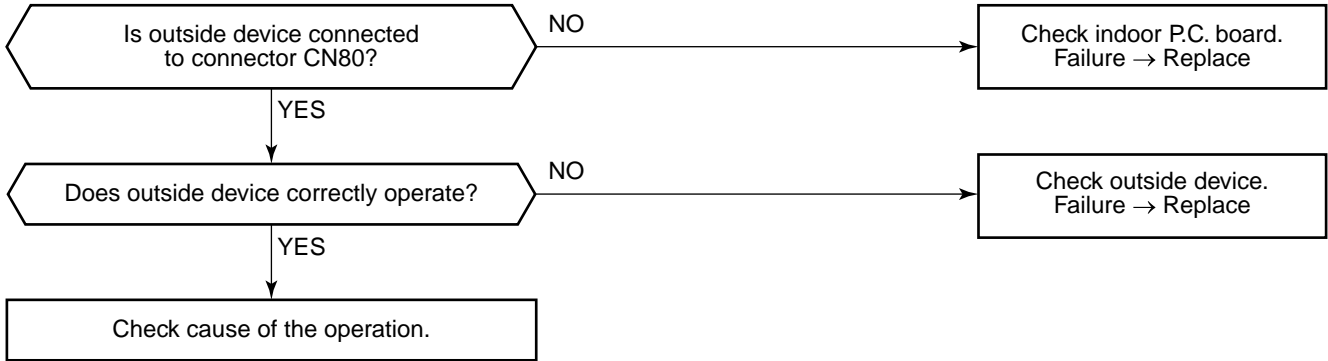 Is outside device connected
to connector CN80?
NO
Check indoor P.C. board.
Failure → Replace
YES
Does outside device correctly operate?
NO
Check outside device.
Failure → Replace
YES
Check cause of the operation.